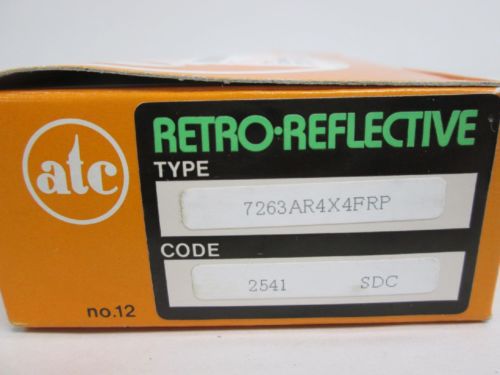 atc
RETRO-REFLECTIVE
TYPE
7263AR4X4FRP
CODE
2541 SDC
no.12